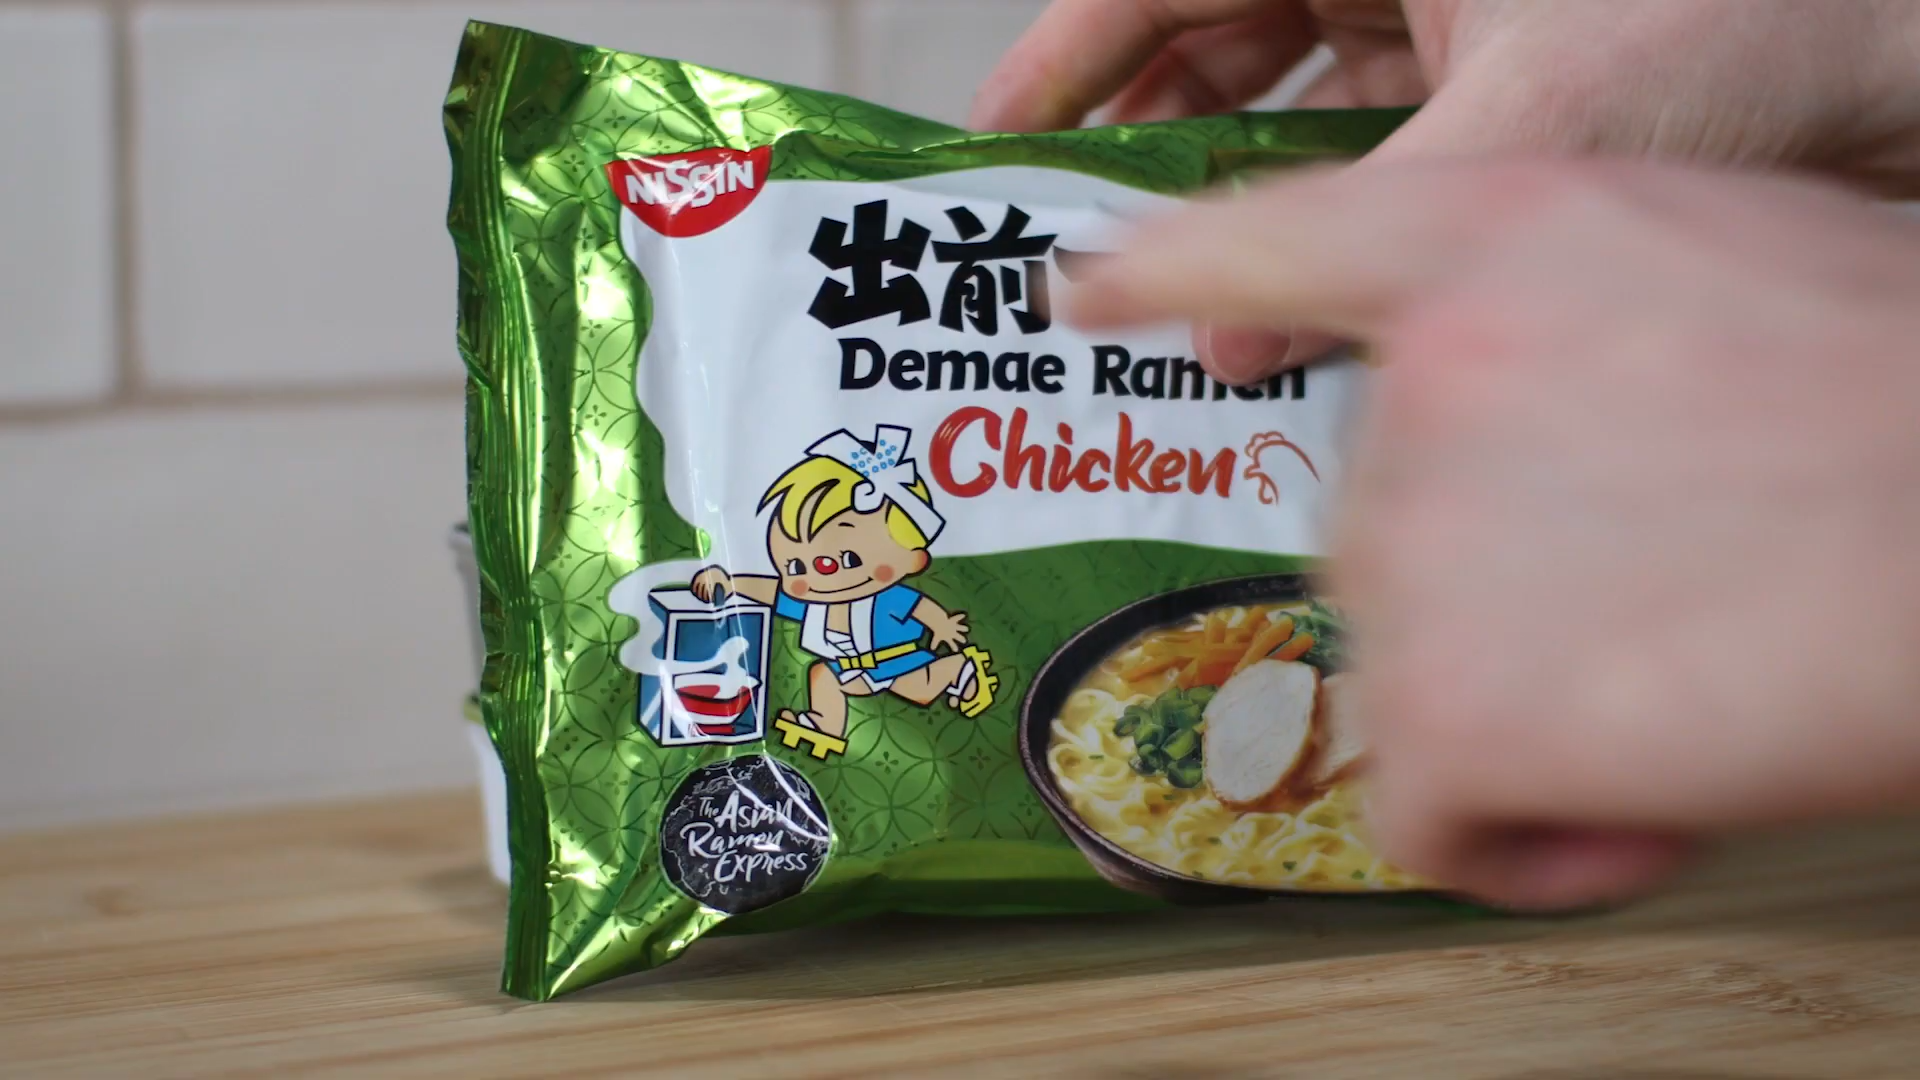 NISSIN
出前
Demae Ramen
Chicken
The Asian
Ramen
Express